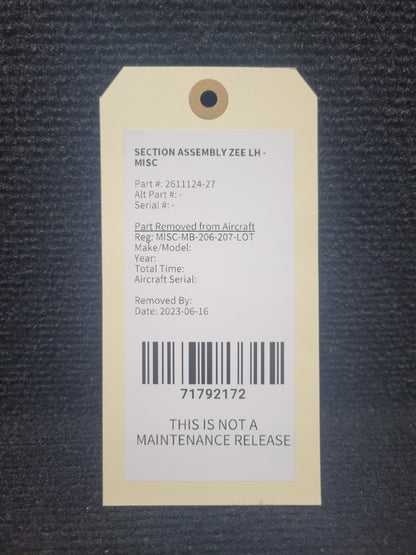 SECTION ASSEMBLY ZEE LH -
MISC
Part #: 2611124-27
Alt Part #: -
Serial #: -
Part Removed from Aircraft
Reg: MISC-MB-206-207-LOT
Make/Model:
Year:
Total Time:
Aircraft Serial:
Removed By:
Date: 2023-06-16
71792172
THIS IS NOT A
MAINTENANCE RELEASE